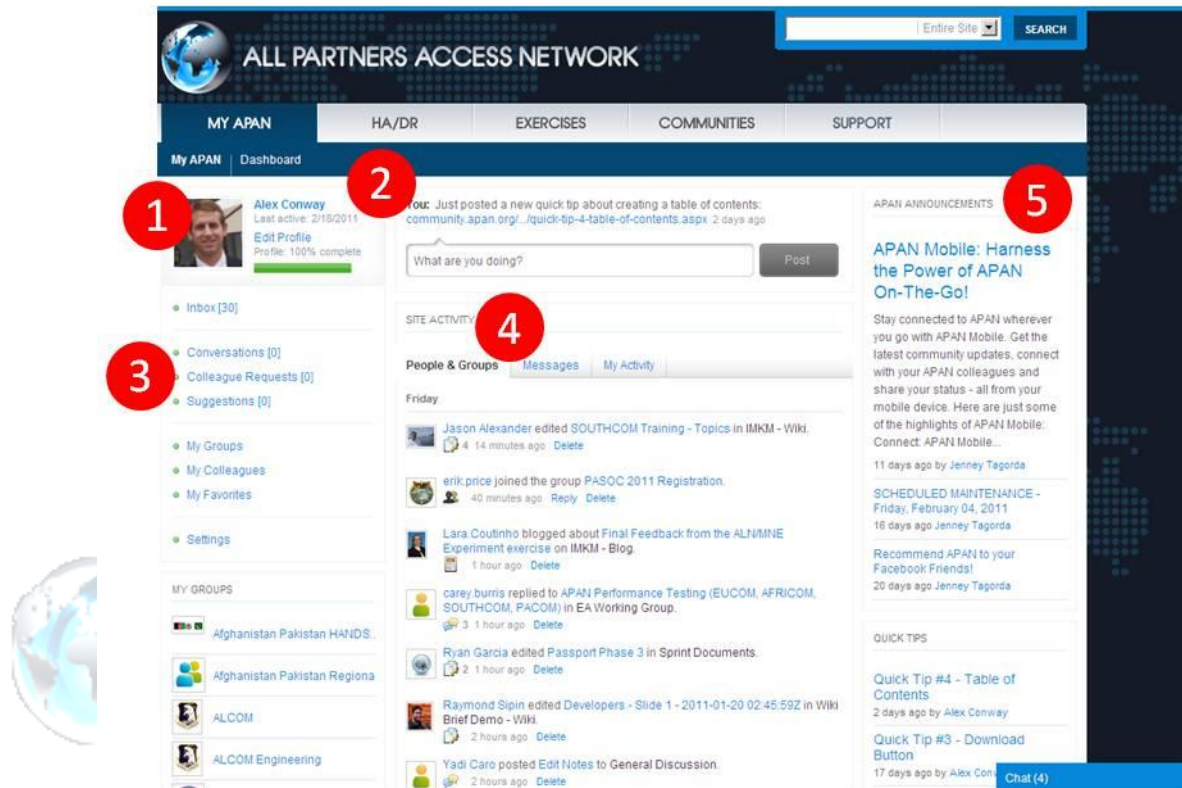 ALL PARTNERS ACCESS NETWORK
Entire Site
SEARCH
MY APAN
HA/DR
EXERCISES
COMMUNITIES
SUPPORT
My APAN
Dashboard
1
Alex Conway
Last active: 2/18/2011
Edit Profile
Profile: 100% complete
Inbox [30]
3
Conversations [0]
Colleague Requests [0]
Suggestions [0]
My Groups
My Colleagues
My Favorites
Settings
MY GROUPS
Afghanistan Pakistan HANDS..
Afghanistan Pakistan Regiona
ALCOM
ALCOM Engineering
2
You: Just posted a new quick tip about creating a table of contents:
community.apan.org/.../quick-tip-4-table-of-contents.aspx 2 days ago
What are you doing?
Post
SITE ACTIVITY
4
People & Groups
Messages
My Activity
Friday
Jason Alexander edited SOUTHCOM Training - Topics in IMKM - Wiki.
4 14 minutes ago Delete
erik.price joined the group PASOC 2011 Registration.
40 minutes ago Reply Delete
Lara.Coutinho blogged about Final Feedback from the ALN/MNE
Experiment exercise on IMKM - Blog.
1 hour ago Delete
carey.burris replied to APAN Performance Testing (EUCOM, AFRICOM,
SOUTHCOM, PACOM) in EA Working Group.
3 1 hour ago Delete
Ryan Garcia edited Passport Phase 3 in Sprint Documents.
2 1 hour ago Delete
Raymond Sipin edited Developers - Slide 1 - 2011-01-20 02:45:59Z in Wiki
Brief Demo - Wiki.
2 hours ago Delete
Yadi Caro posted Edit Notes to General Discussion.
2 hours ago Delete
5
APAN ANNOUNCEMENTS
APAN Mobile: Harness
the Power of APAN
On-The-Go!
Stay connected to APAN wherever
you go with APAN Mobile. Get the
latest community updates, connect
with your APAN colleagues and
share your status - all from your
mobile device. Here are just some
of the highlights of APAN Mobile:
Connect: APAN Mobile...
11 days ago by Jenney Tagorda
SCHEDULED MAINTENANCE -
Friday, February 04, 2011
16 days ago Jenney Tagorda
Recommend APAN to your
Facebook Friends!
20 days ago Jenney Tagorda
QUICK TIPS
Quick Tip #4 - Table of
Contents
2 days ago by Alex Conway
Quick Tip #3 - Download
Button
17 days ago by Alex
Chat (4)